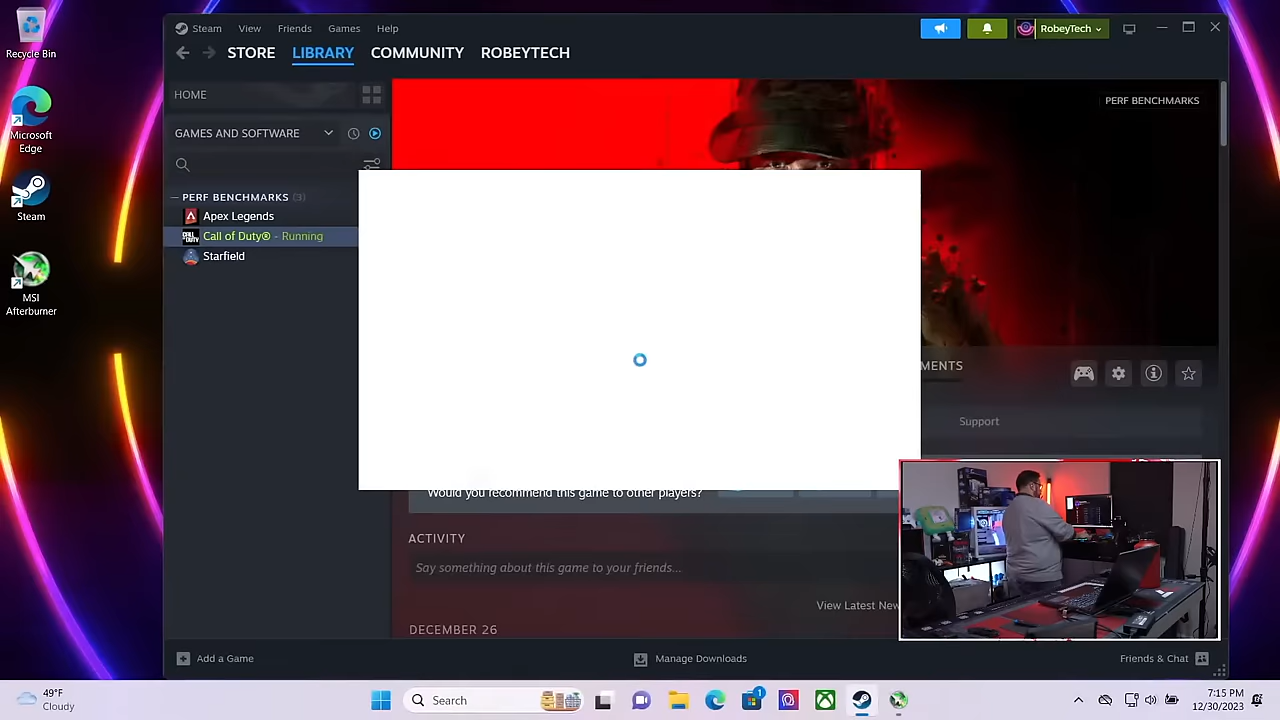 Recycle Bin
Microsoft
Edge
Steam
MSI
Afterburner
Steam View Friends Games Help
RobeyTech
STORE LIBRARY COMMUNITY ROBEYTECH
HOME
GAMES AND SOFTWARE
PERF BENCHMARKS (3)
Apex Legends
Call of Duty® - Running
Starfield
PERF BENCHMARKS
MENTS
Support
Would you recommend this game to other players?
ACTIVITY
Say something about this game to your friends...
View Latest New
DECEMBER 26
Add a Game
Manage Downloads
Friends & Chat
49°F
Cloudy
Search
1
7:15 PM
12/30/2023